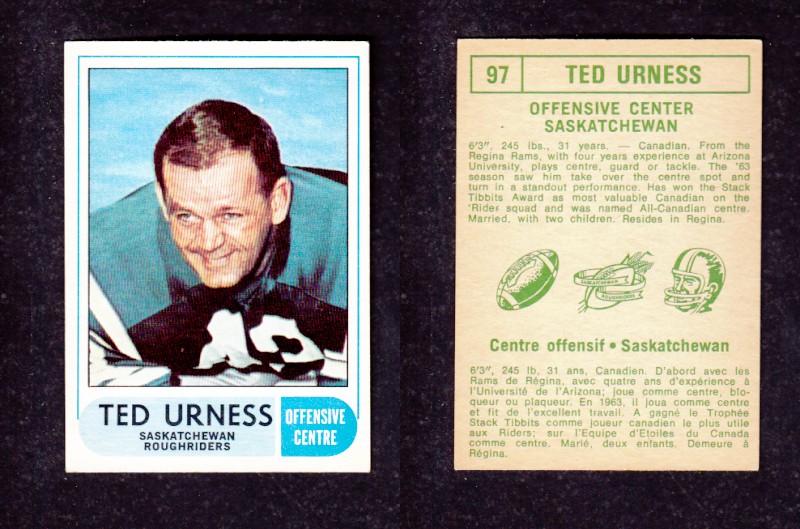 TED URNESS
SASKATCHEWAN
ROUGHRIDERS
OFFENSIVE
CENTRE
97
TED URNESS
OFFENSIVE CENTER
SASKATCHEWAN
6'3", 245 lbs., 31 years. — Canadian. From the
Regina Rams, with four years experience at Arizona
University, plays centre, guard or tackle. The '63
season saw him take over the centre spot and
turn in a standout performance. Has won the Stack
Tibbits Award as most valuable Canadian on the
'Rider squad and was named All-Canadian centre.
Married, with two children. Resides in Regina.
SASKATCHEWAN
ROUGHRIDERS
Centre offensif • Saskatchewan
6'3", 245 lb, 31 ans, Canadien. D'abord avec les
Rams de Régina, avec quatre ans d'expérience à
l'Université de l'Arizona; joue comme centre, blo-
queur ou plaqueur. En 1963, il joua comme centre
et fit de l'excellent travail. A gagné le Trophée
Stack Tibbits comme joueur canadien le plus utile
aux Riders; sur l'Equipe d'Etoiles du Canada
comme centre. Marié, deux enfants. Demeure à
Régina.